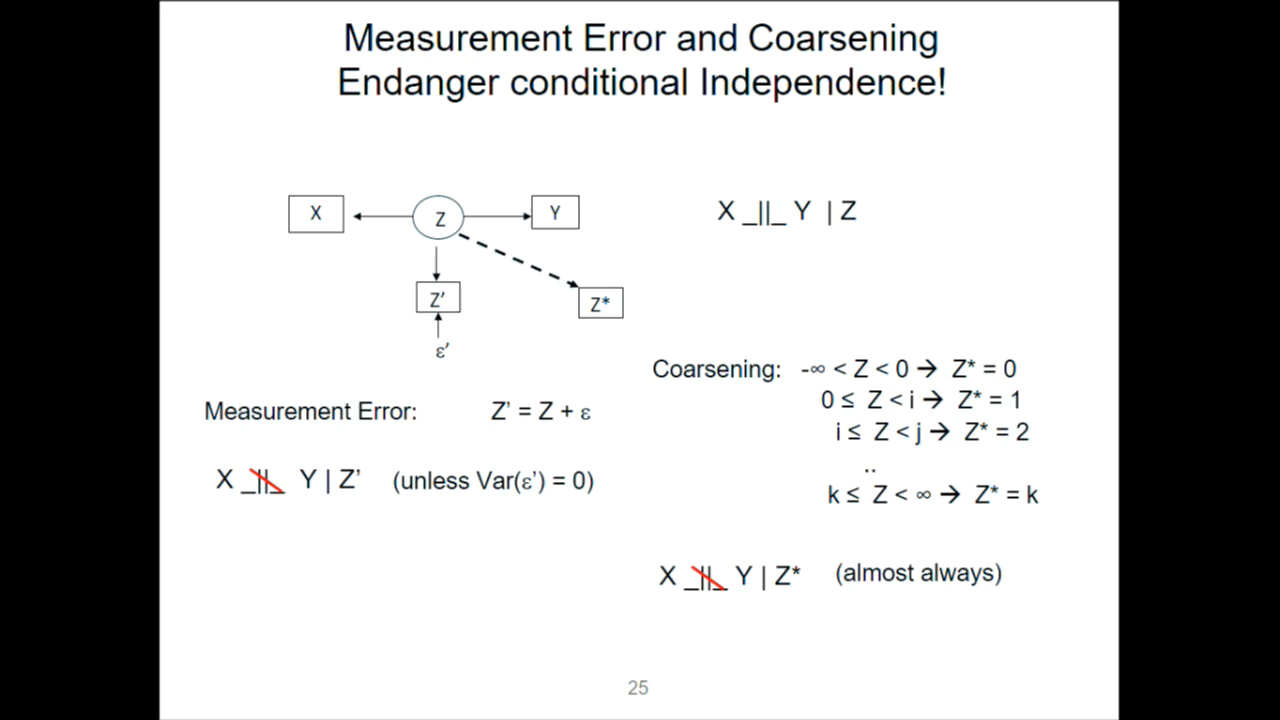 Measurement Error and Coarsening
Endanger conditional Independence!
X
Z
Y
X _||_ Y | Z
Z'
Z*
ε'
Coarsening: -∞ < Z < 0 → Z* = 0
0 ≤ Z < i → Z* = 1
i ≤ Z < j → Z* = 2
..
k ≤ Z < ∞ → Z* = k
Measurement Error: Z' = Z + ε
X _||_ Y | Z' (unless Var(ε') = 0)
X _||_ Y | Z* (almost always)
25